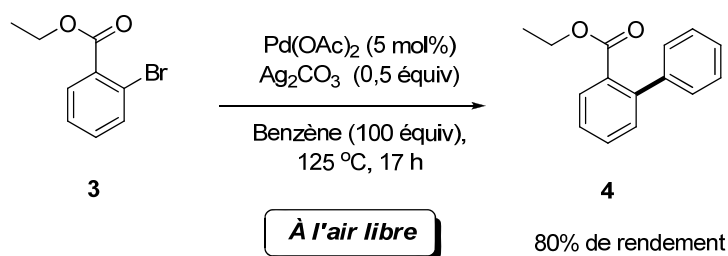 O
O
Br
Pd(OAc)2 (5 mol%)
Ag2CO3 (0,5 équiv)
Benzène (100 équiv),
125 °C, 17 h
O
O
3
4
À l'air libre
80% de rendement